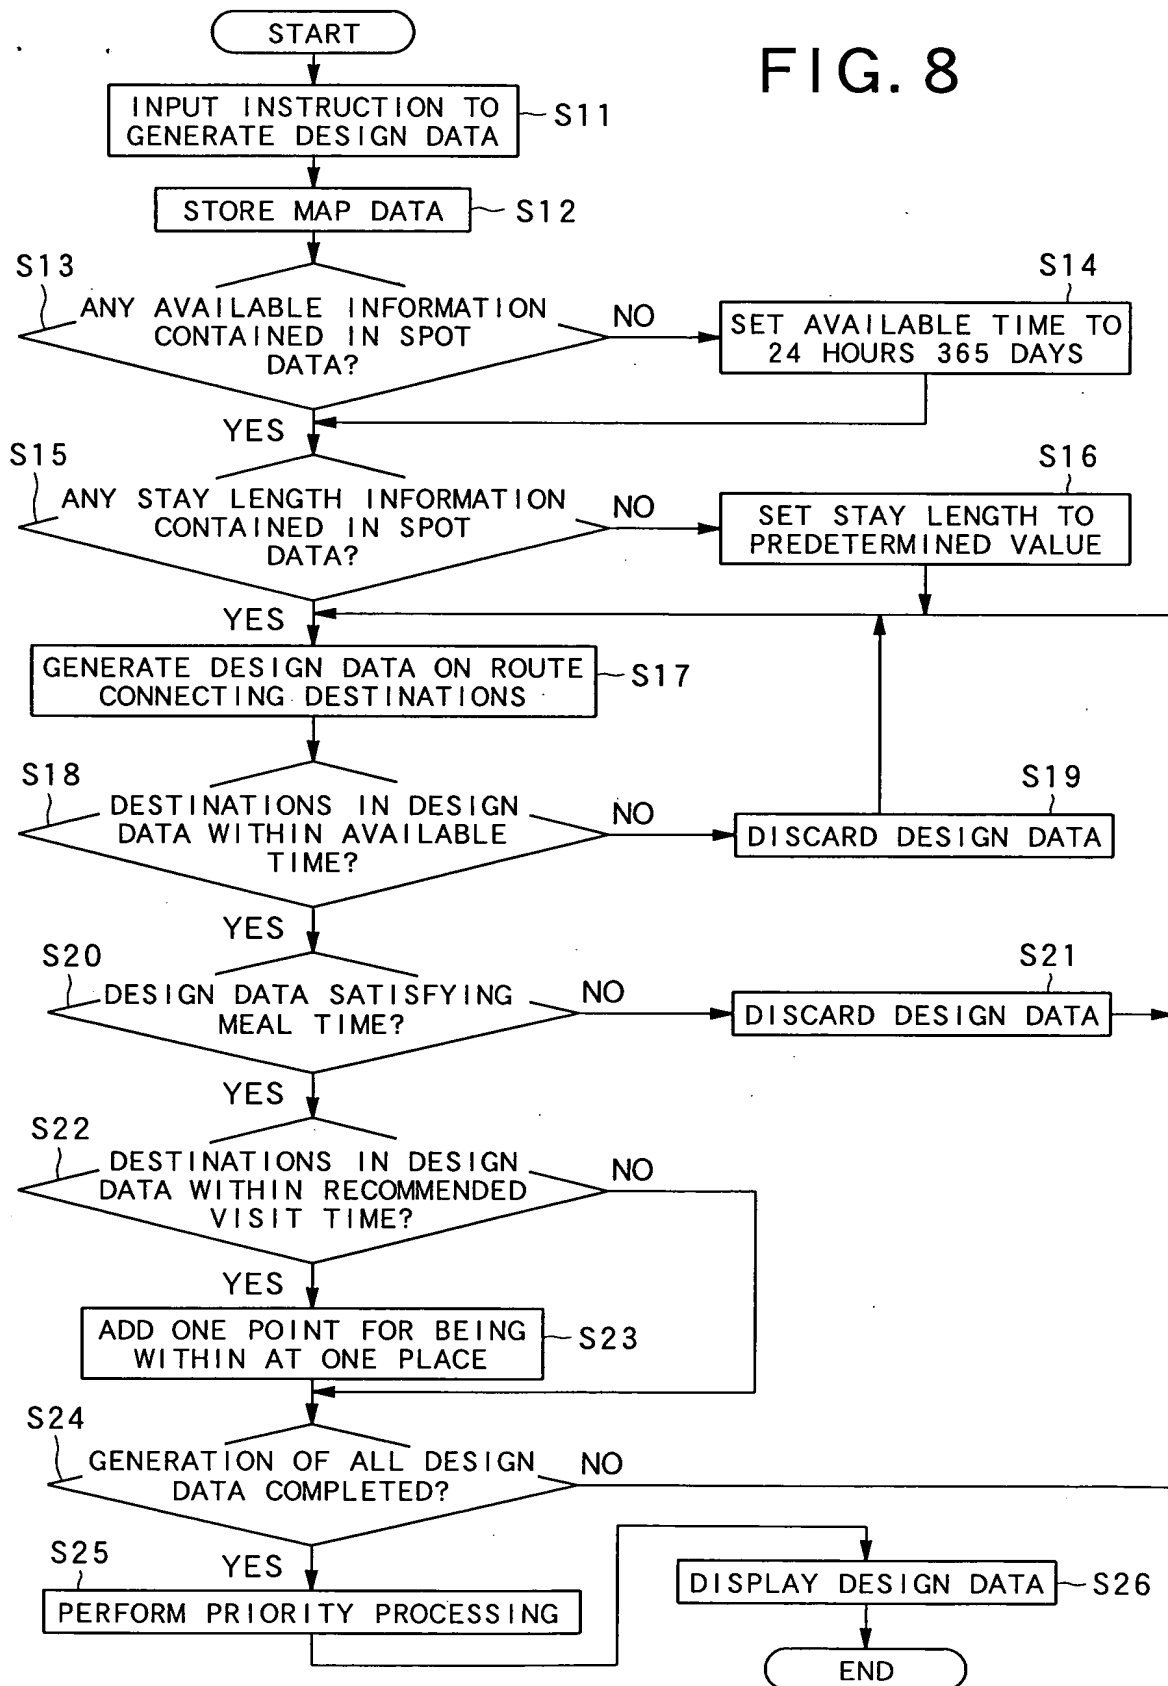 START
FIG. 8
INPUT INSTRUCTION TO
GENERATE DESIGN DATA
S11
STORE MAP DATA
S12
S13
ANY AVAILABLE INFORMATION
CONTAINED IN SPOT
DATA?
NO
S14
SET AVAILABLE TIME TO
24 HOURS 365 DAYS
YES
S15
ANY STAY LENGTH INFORMATION
CONTAINED IN SPOT
DATA?
NO
S16
SET STAY LENGTH TO
PREDETERMINED VALUE
YES
GENERATE DESIGN DATA ON ROUTE
CONNECTING DESTINATIONS
S17
S18
DESTINATIONS IN DESIGN
DATA WITHIN AVAILABLE
TIME?
NO
S19
DISCARD DESIGN DATA
YES
S20
DESIGN DATA SATISFYING
MEAL TIME?
NO
S21
DISCARD DESIGN DATA
YES
S22
DESTINATIONS IN DESIGN
DATA WITHIN RECOMMENDED
VISIT TIME?
NO
YES
ADD ONE POINT FOR BEING
WITHIN AT ONE PLACE
S23
S24
GENERATION OF ALL DESIGN
DATA COMPLETED?
NO
YES
S25
PERFORM PRIORITY PROCESSING
DISPLAY DESIGN DATA
S26
END